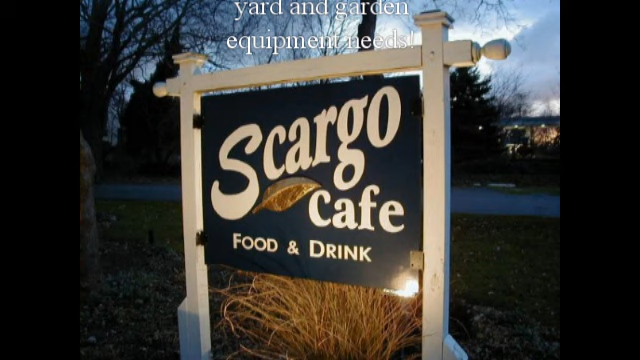 yard and garden
equipment needs!
Scargo
Cafe
FOOD & DRINK